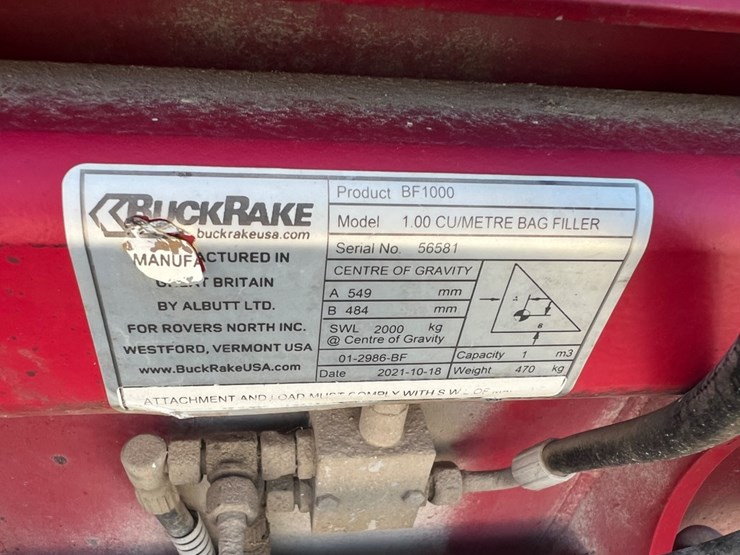 BUCKRAKE
buckrakeusa.com
MANUFACTURED IN
GREAT BRITAIN
BY ALBUTT LTD.
FOR ROVERS NORTH INC.
WESTFORD, VERMONT USA
www.BuckRakeUSA.com
Product BF1000
Model 1.00 CU/METRE BAG FILLER
Serial No. 56581
CENTRE OF GRAVITY
A 549 mm
B 484 mm
SWL 2000 kg
@ Centre of Gravity
01-2986-BF
Capacity 1 m3
Date 2021-10-18
Weight 470 kg
A
B
ATTACHMENT AND LOAD MUST COMPLY WITH S.W.L OF